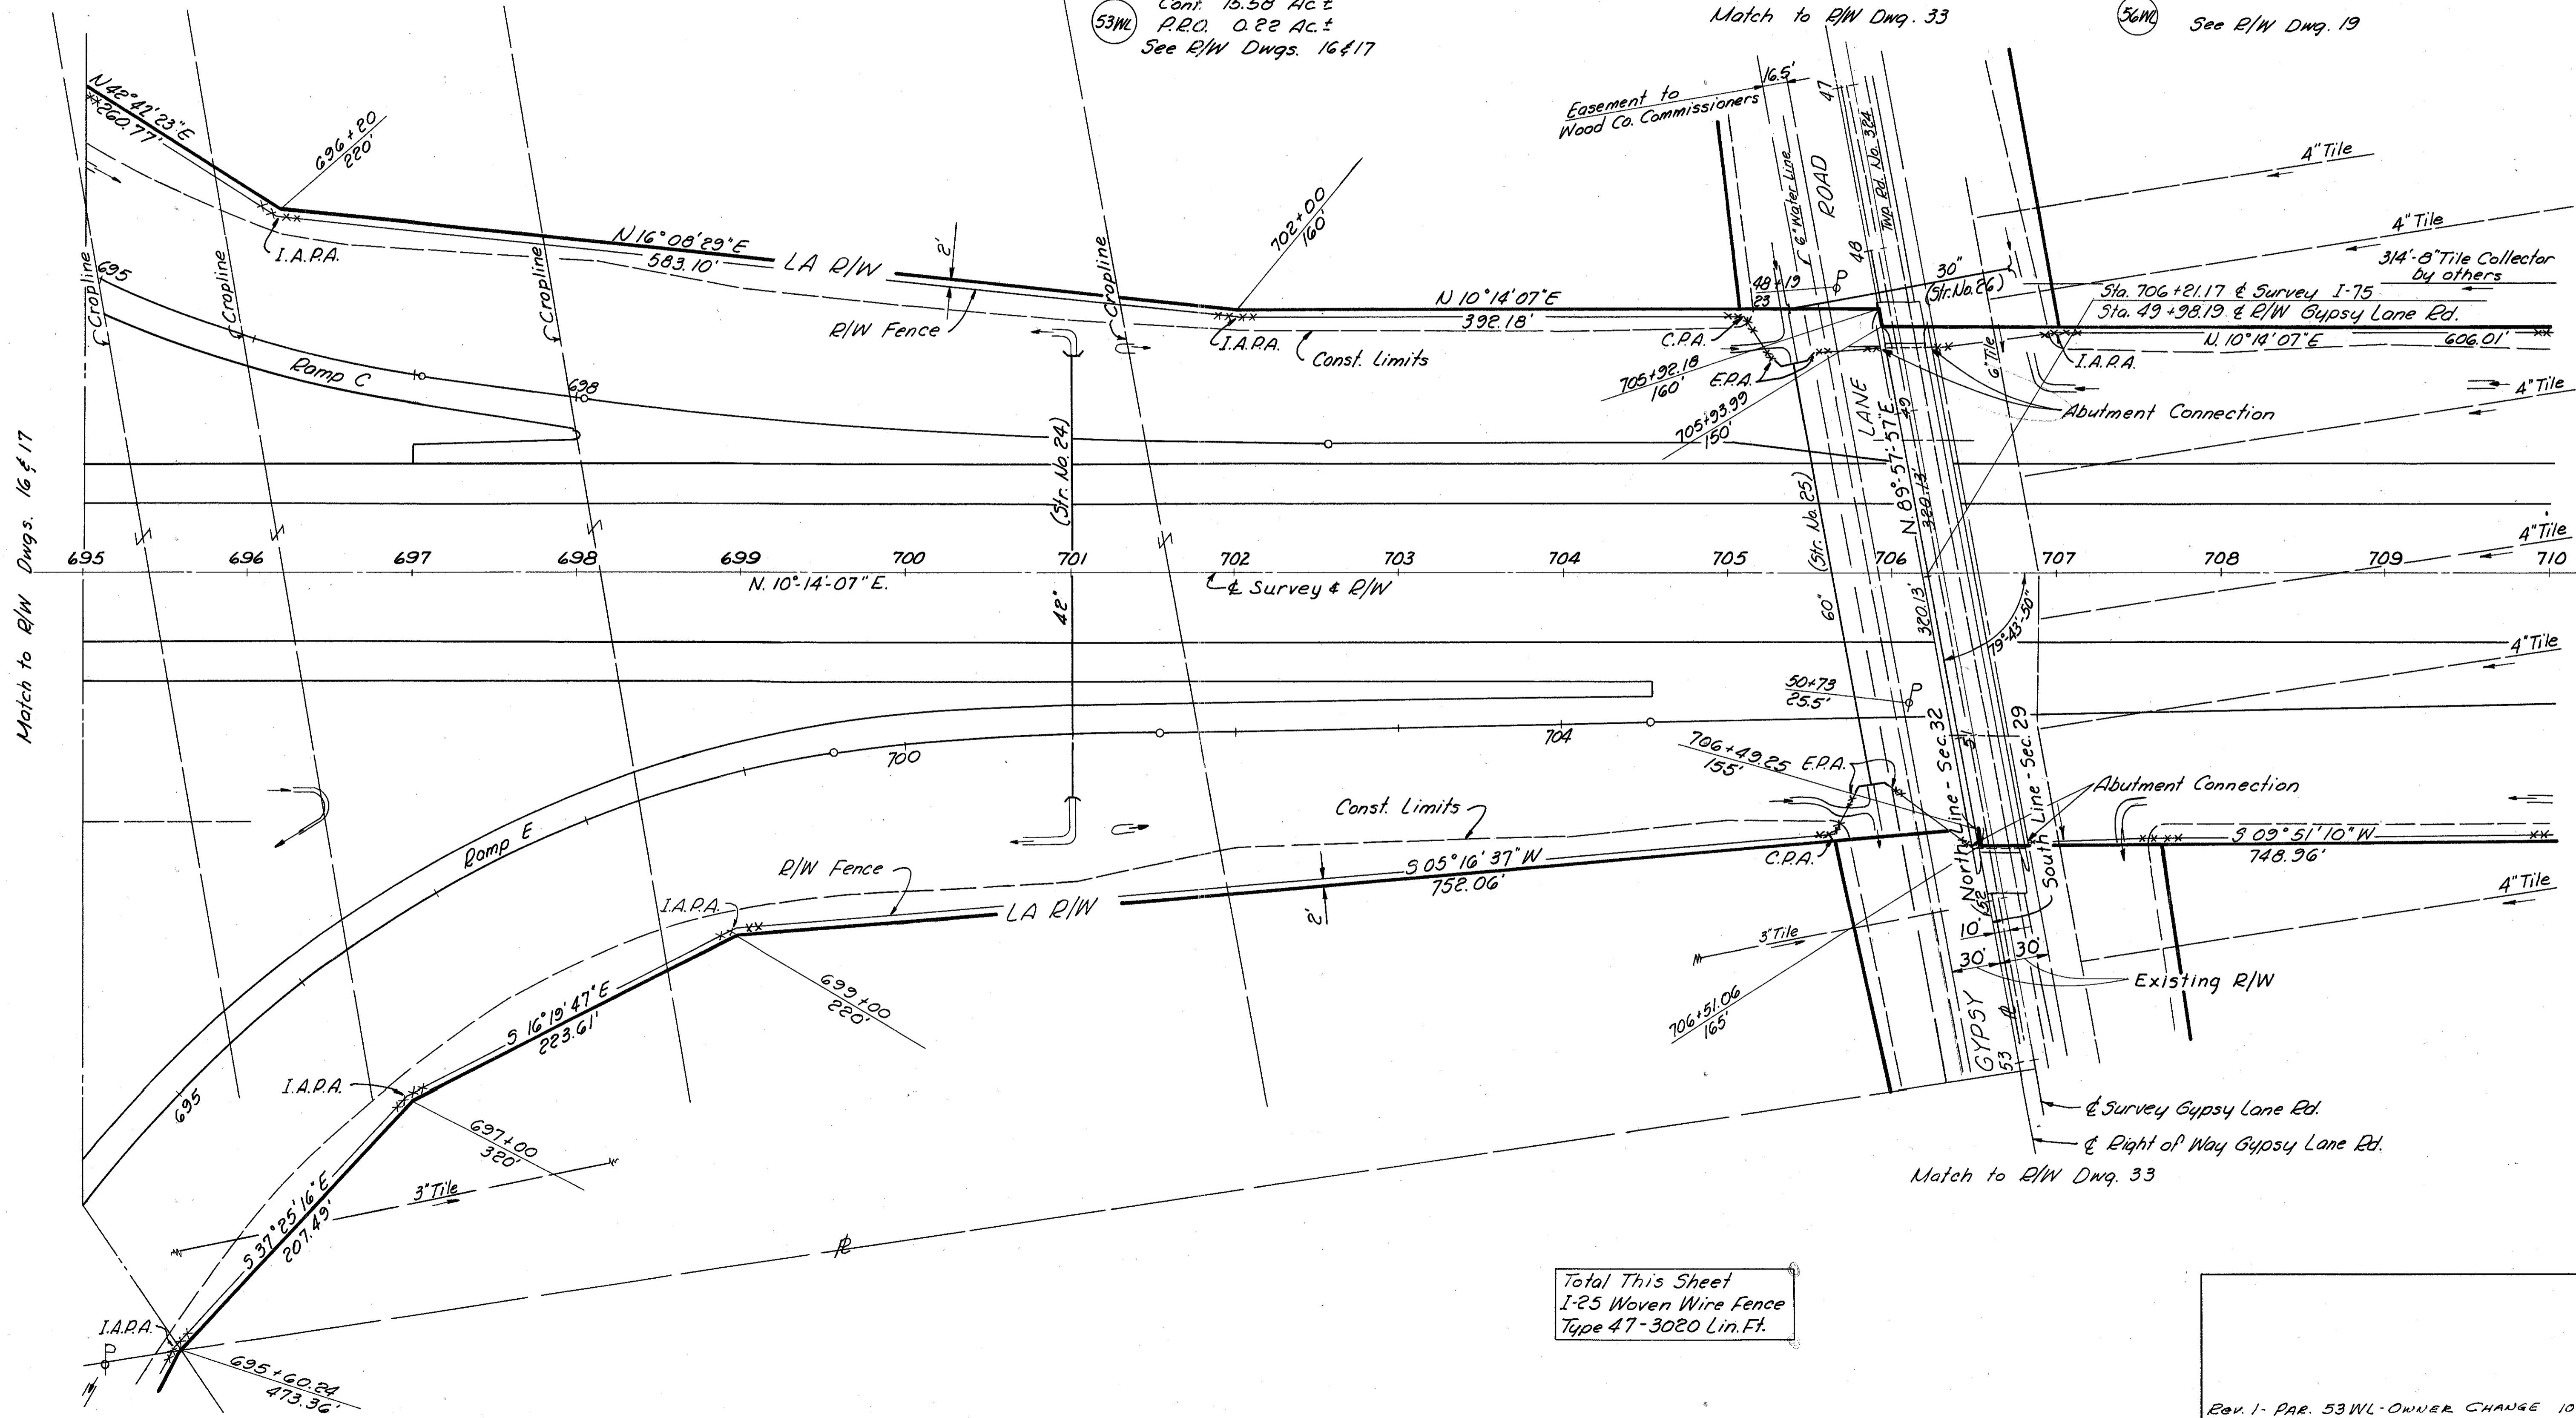 Cont. 15.58 Ac ±
53WL P.R.O. 0.22 Ac. ±
See R/W Dwgs. 16 & 17
Match to R/W Dwg. 33
56WL See R/W Dwg. 19
N 42° 42' 23" E
260.77'
696+20
220'
I.A.P.A.
Cropline
Cropline
Cropline
Cropline
N 16° 08' 29" E
583.10'
LA R/W
2'
R/W Fence
702+00
160'
I.A.P.A.
N 10° 14' 07" E
392.18'
Const. Limits
16.5'
Easement to
Wood Co. Commissioners
6" Water Line
ROAD
47
Twp. Rd. No. 324
48
48+19
23
30"
(Str. No. 26)
C.P.A.
E.P.A.
705+92.18
160'
705+93.99
150'
4" Tile
4" Tile
314'-8" Tile Collector
by others
Sta. 706+21.17 ℄ Survey I-75
Sta. 49+98.19 ℄ R/W Gypsy Lane Rd.
N. 10° 14' 07" E
606.01'
6" Tile
I.A.P.A.
4" Tile
Abutment Connection
695
698
Ramp C
(Str. No. 24)
42"
LANE
49
N. 89°-57'-57" E.
320.13'
(Str. No. 25)
60"
Match to R/W Dwgs. 16 & 17
695 696 697 698 699 700 701 702 703 704 705 706 707 708 709 710
N. 10°-14'-07" E.
℄ Survey & R/W
4" Tile
320.13'
79°-43'-50"
4" Tile
50+73
25.5'
700
704
706+49.25
155'
E.P.A.
North Line - Sec. 32
51
South Line - Sec. 29
Abutment Connection
Const. Limits
Ramp E
R/W Fence
I.A.P.A.
LA R/W
S 05° 16' 37" W
752.06'
2'
C.P.A.
S 09° 51' 10" W
748.96'
4" Tile
3" Tile
52
10'
30'
30'
Existing R/W
699+00
220'
S 16° 19' 47" E
223.61'
706+51.06
165'
GYPSY
53
I.A.P.A.
695
697+00
320'
℄ Survey Gypsy Lane Rd.
℄ Right of Way Gypsy Lane Rd.
Match to R/W Dwg. 33
3" Tile
S 37° 25' 16" E
207.49'
I.A.P.A.
695+60.24
473.36'
Total This Sheet
I-25 Woven Wire Fence
Type 47-3020 Lin. Ft.
Rev. 1- PAR. 53WL-OWNER CHANGE 10